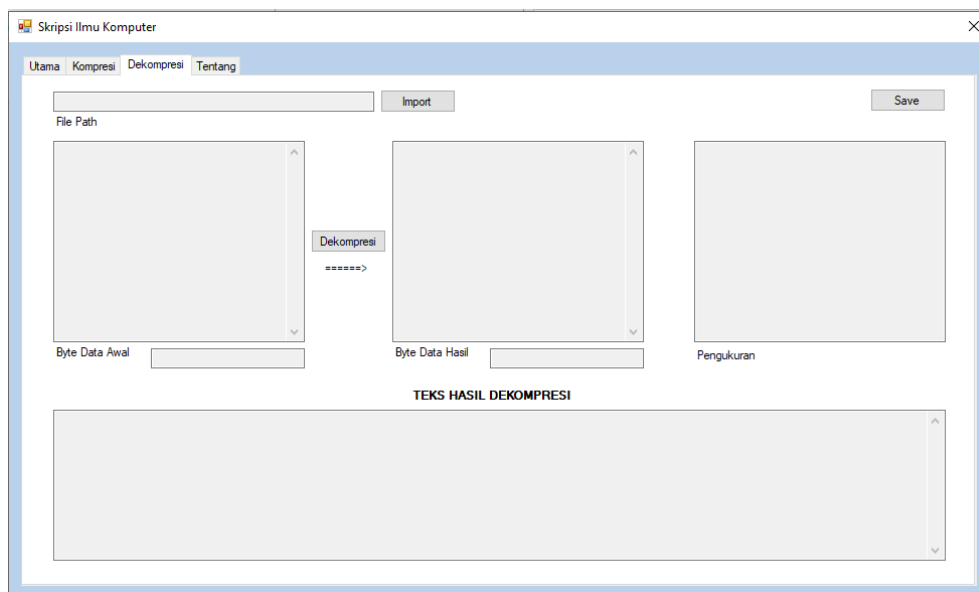 Skripsi Ilmu Komputer
Utama Kompresi Dekompresi Tentang
Import Save
File Path
Dekompresi
======>
Byte Data Awal Byte Data Hasil Pengukuran
TEKS HASIL DEKOMPRESI